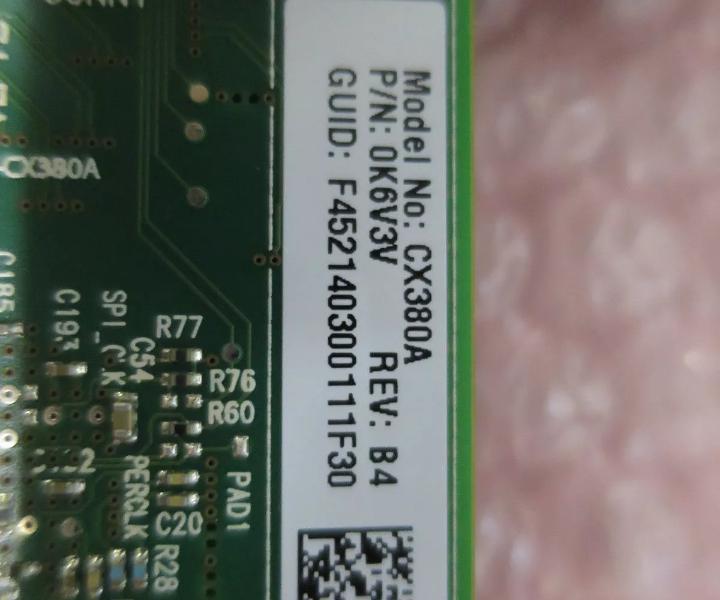 Model No: CX380A
P/N: 0K6V3V REV: B4
GUID: F452140300111F30
CX380A
C185
C193
SPI_CLK
C54
R77
R76
R60
PERCLK
C20
R28
PAD1